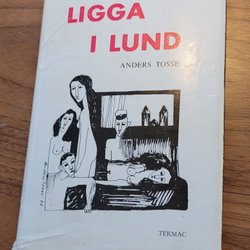 LIGGA
I LUND
ANDERS TOSSE
TERMAC